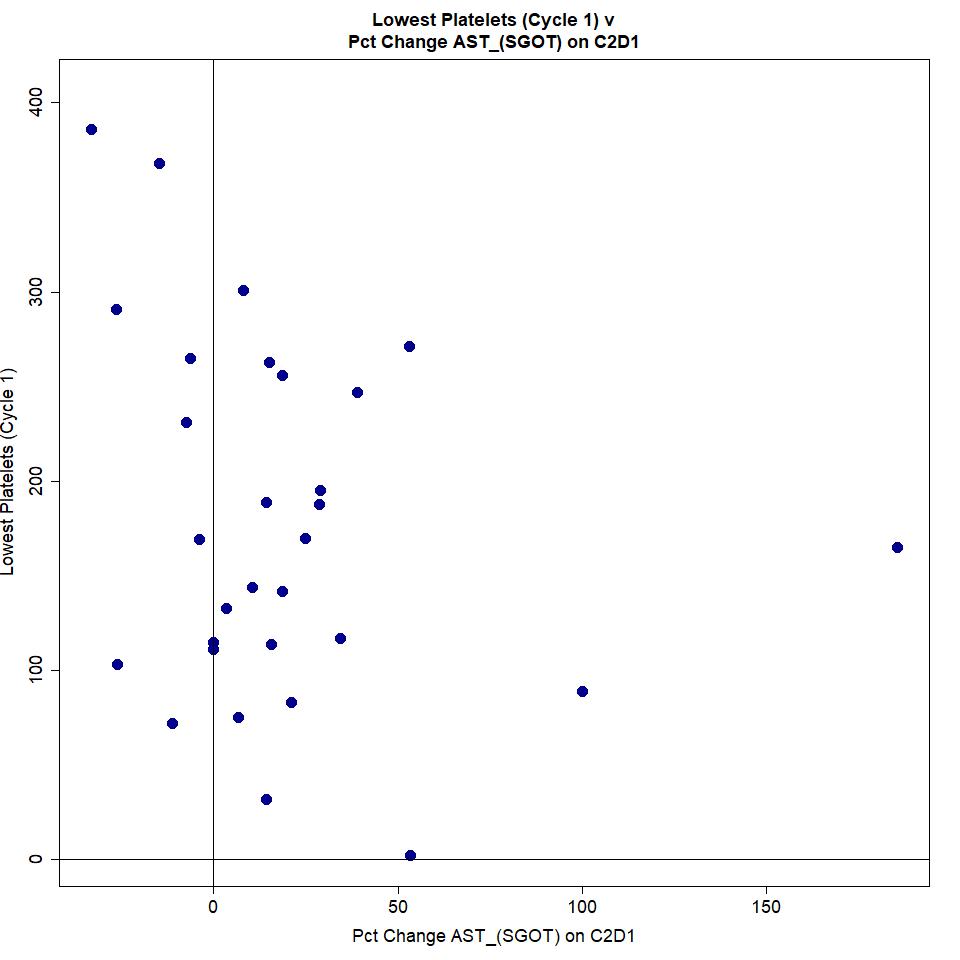 Lowest Platelets (Cycle 1) v
Pct Change AST_(SGOT) on C2D1
Lowest Platelets (Cycle 1)
400
300
200
100
0
0 50 100 150
Pct Change AST_(SGOT) on C2D1